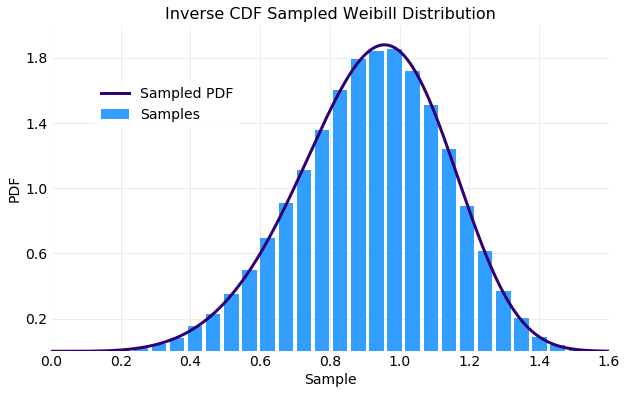 Inverse CDF Sampled Weibill Distribution
1.8
1.4
1.0
0.6
0.2
PDF
Sampled PDF
Samples
0.0 0.2 0.4 0.6 0.8 1.0 1.2 1.4 1.6
Sample